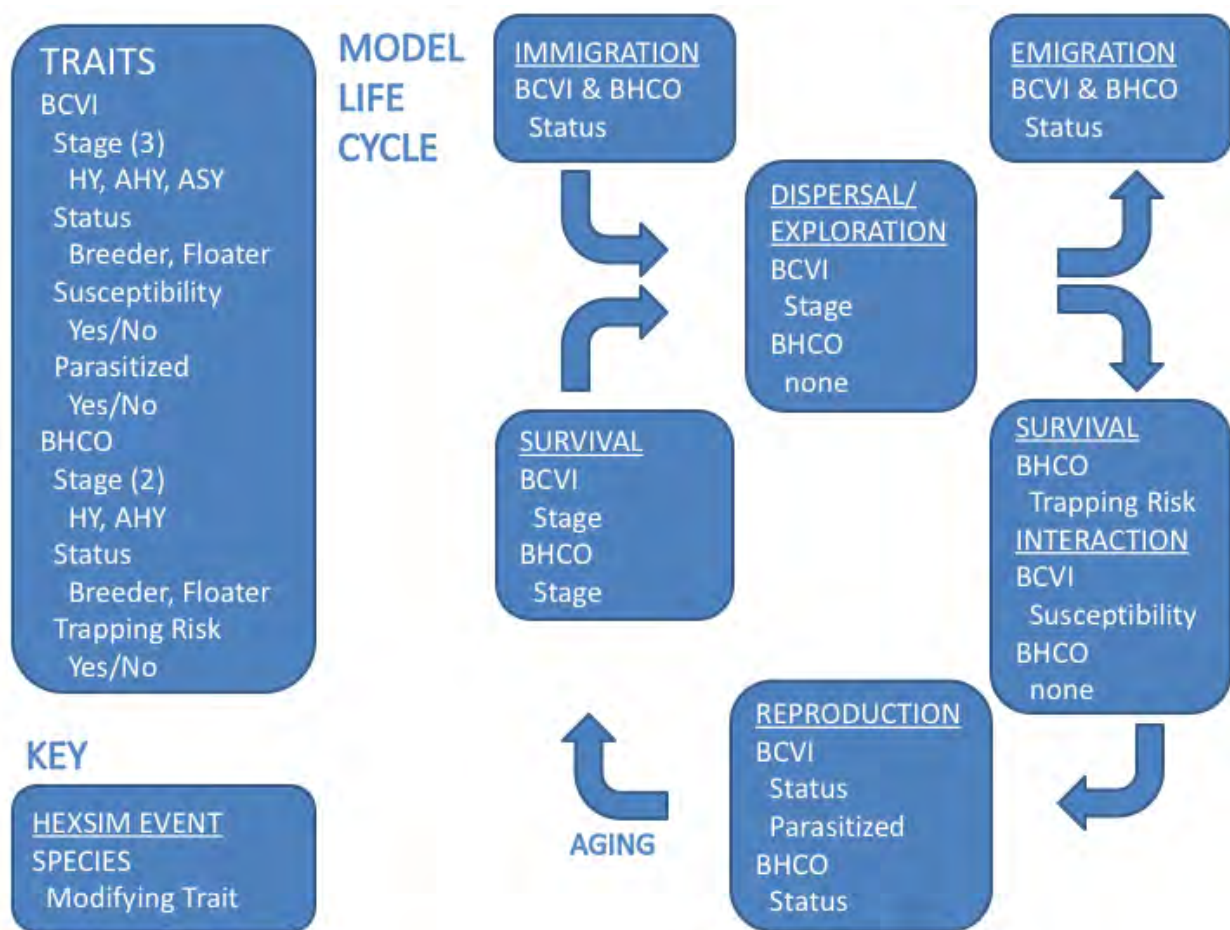 TRAITS
BCVI
Stage (3)
HY, AHY, ASY
Status
Breeder, Floater
Susceptibility
Yes/No
Parasitized
Yes/No
BHCO
Stage (2)
HY, AHY
Status
Breeder, Floater
Trapping Risk
Yes/No
KEY
HEXSIM EVENT
SPECIES
Modifying Trait
MODEL
LIFE
CYCLE
IMMIGRATION
BCVI & BHCO
Status
EMIGRATION
BCVI & BHCO
Status
DISPERSAL/
EXPLORATION
BCVI
Stage
BHCO
none
SURVIVAL
BCVI
Stage
BHCO
Stage
SURVIVAL
BHCO
Trapping Risk
INTERACTION
BCVI
Susceptibility
BHCO
none
REPRODUCTION
BCVI
Status
Parasitized
BHCO
Status
AGING